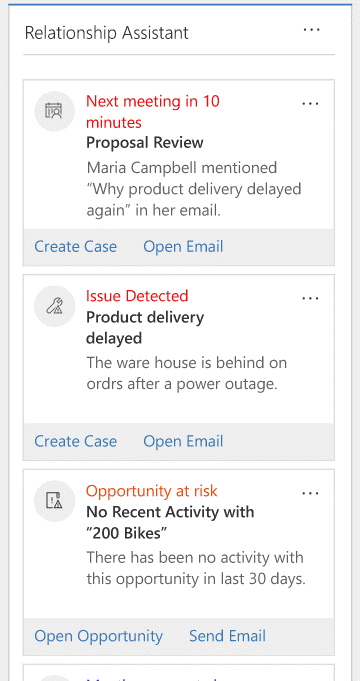 Relationship Assistant
Next meeting in 10
minutes
Proposal Review
Maria Campbell mentioned
“Why product delivery delayed
again” in her email.
Create Case Open Email
Issue Detected
Product delivery
delayed
The ware house is behind on
ordrs after a power outage.
Create Case Open Email
Opportunity at risk
No Recent Activity with
“200 Bikes”
There has been no activity with
this opportunity in last 30 days.
Open Opportunity Send Email